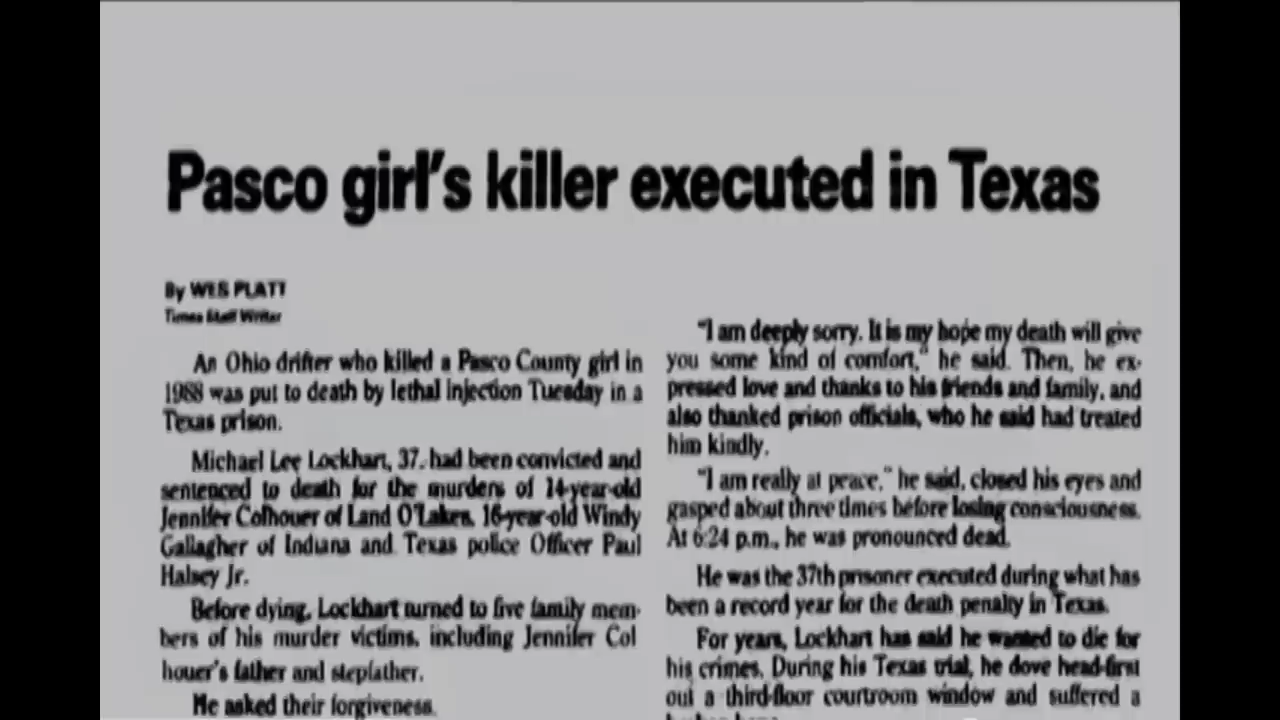 Pasco girl's killer executed in Texas
By WES PLATT
Times Staff Writer
An Ohio drifter who killed a Pasco County girl in
1988 was put to death by lethal injection Tuesday in a
Texas prison.
Michael Lee Lockhart, 37, had been convicted and
sentenced to death for the murders of 14-year-old
Jennifer Colhouer of Land O'Lakes, 16-year-old Windy
Gallagher of Indiana and Texas police Officer Paul
Halsey Jr.
Before dying, Lockhart turned to five family mem-
bers of his murder victims, including Jennifer Col
houer's father and stepfather.
He asked their forgiveness.
"I am deeply sorry. It is my hope my death will give
you some kind of comfort," he said. Then, he ex-
pressed love and thanks to his friends and family, and
also thanked prison officials, who he said had treated
him kindly.
"I am really at peace," he said, closed his eyes and
gasped about three times before losing consciousness.
At 6:24 p.m., he was pronounced dead.
He was the 37th prisoner executed during what has
been a record year for the death penalty in Texas.
For years, Lockhart has said he wanted to die for
his crimes. During his Texas trial, he dove head-first
out a third-floor courtroom window and suffered a